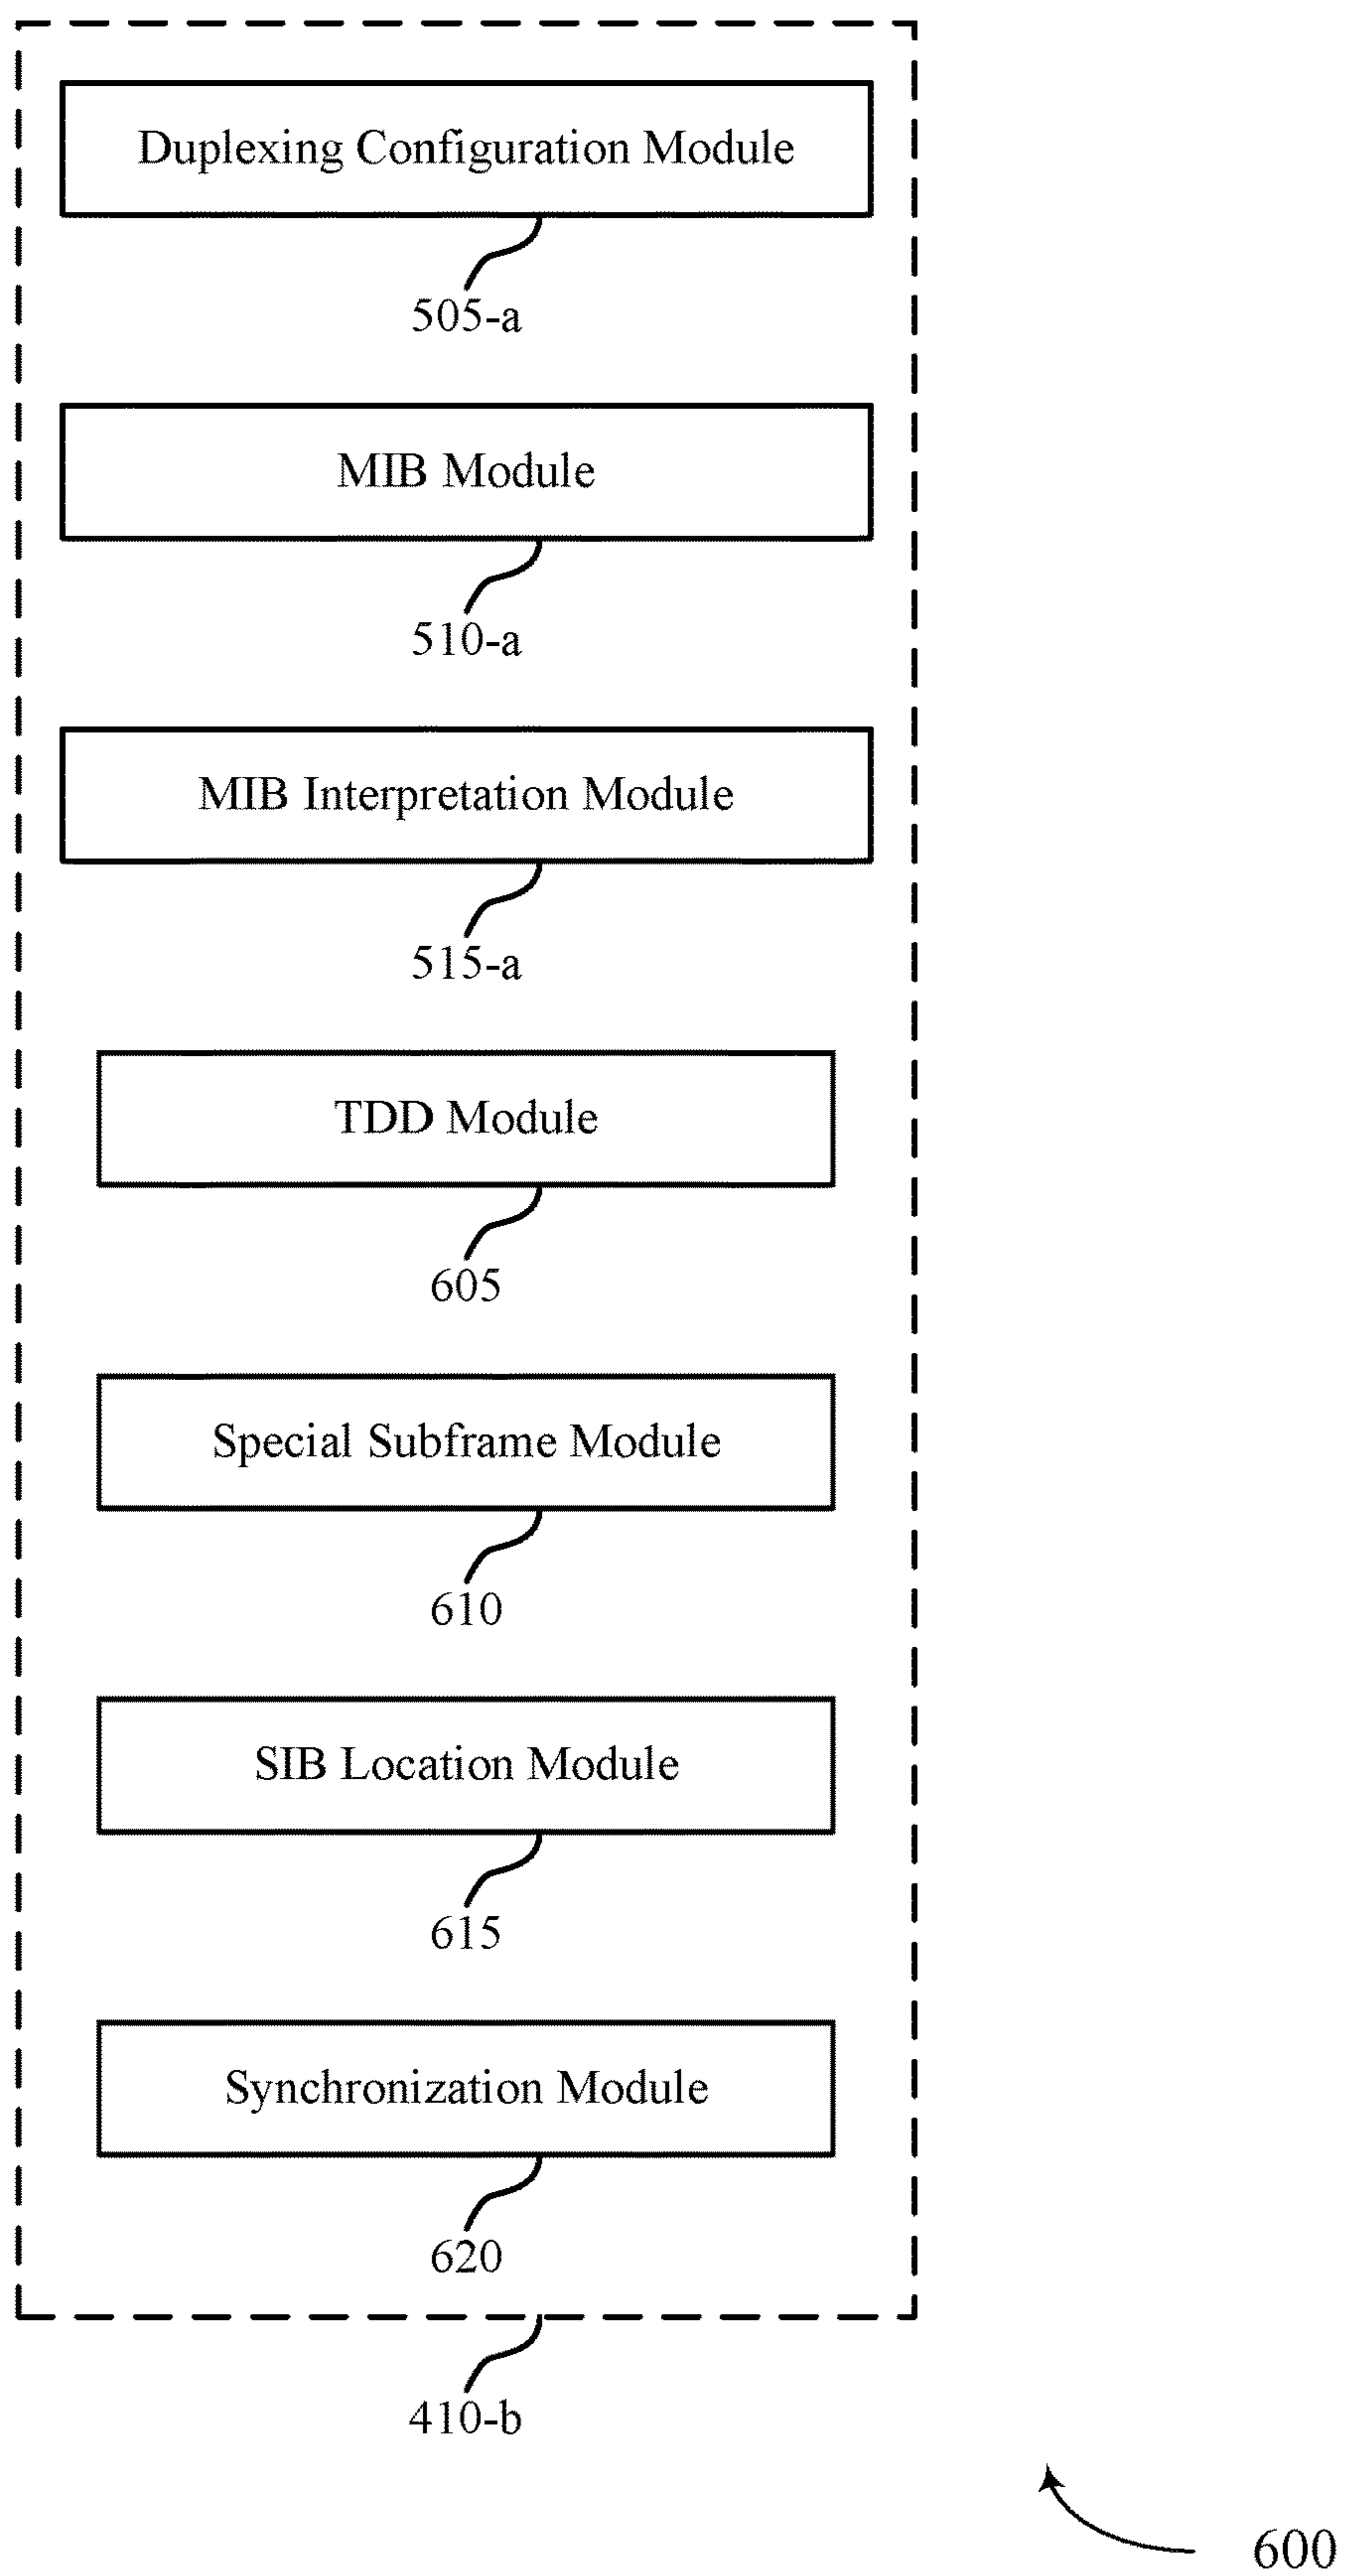 Duplexing Configuration Module
505-a
MIB Module
510-a
MIB Interpretation Module
515-a
TDD Module
605
Special Subframe Module
610
SIB Location Module
615
Synchronization Module
620
410-b
600